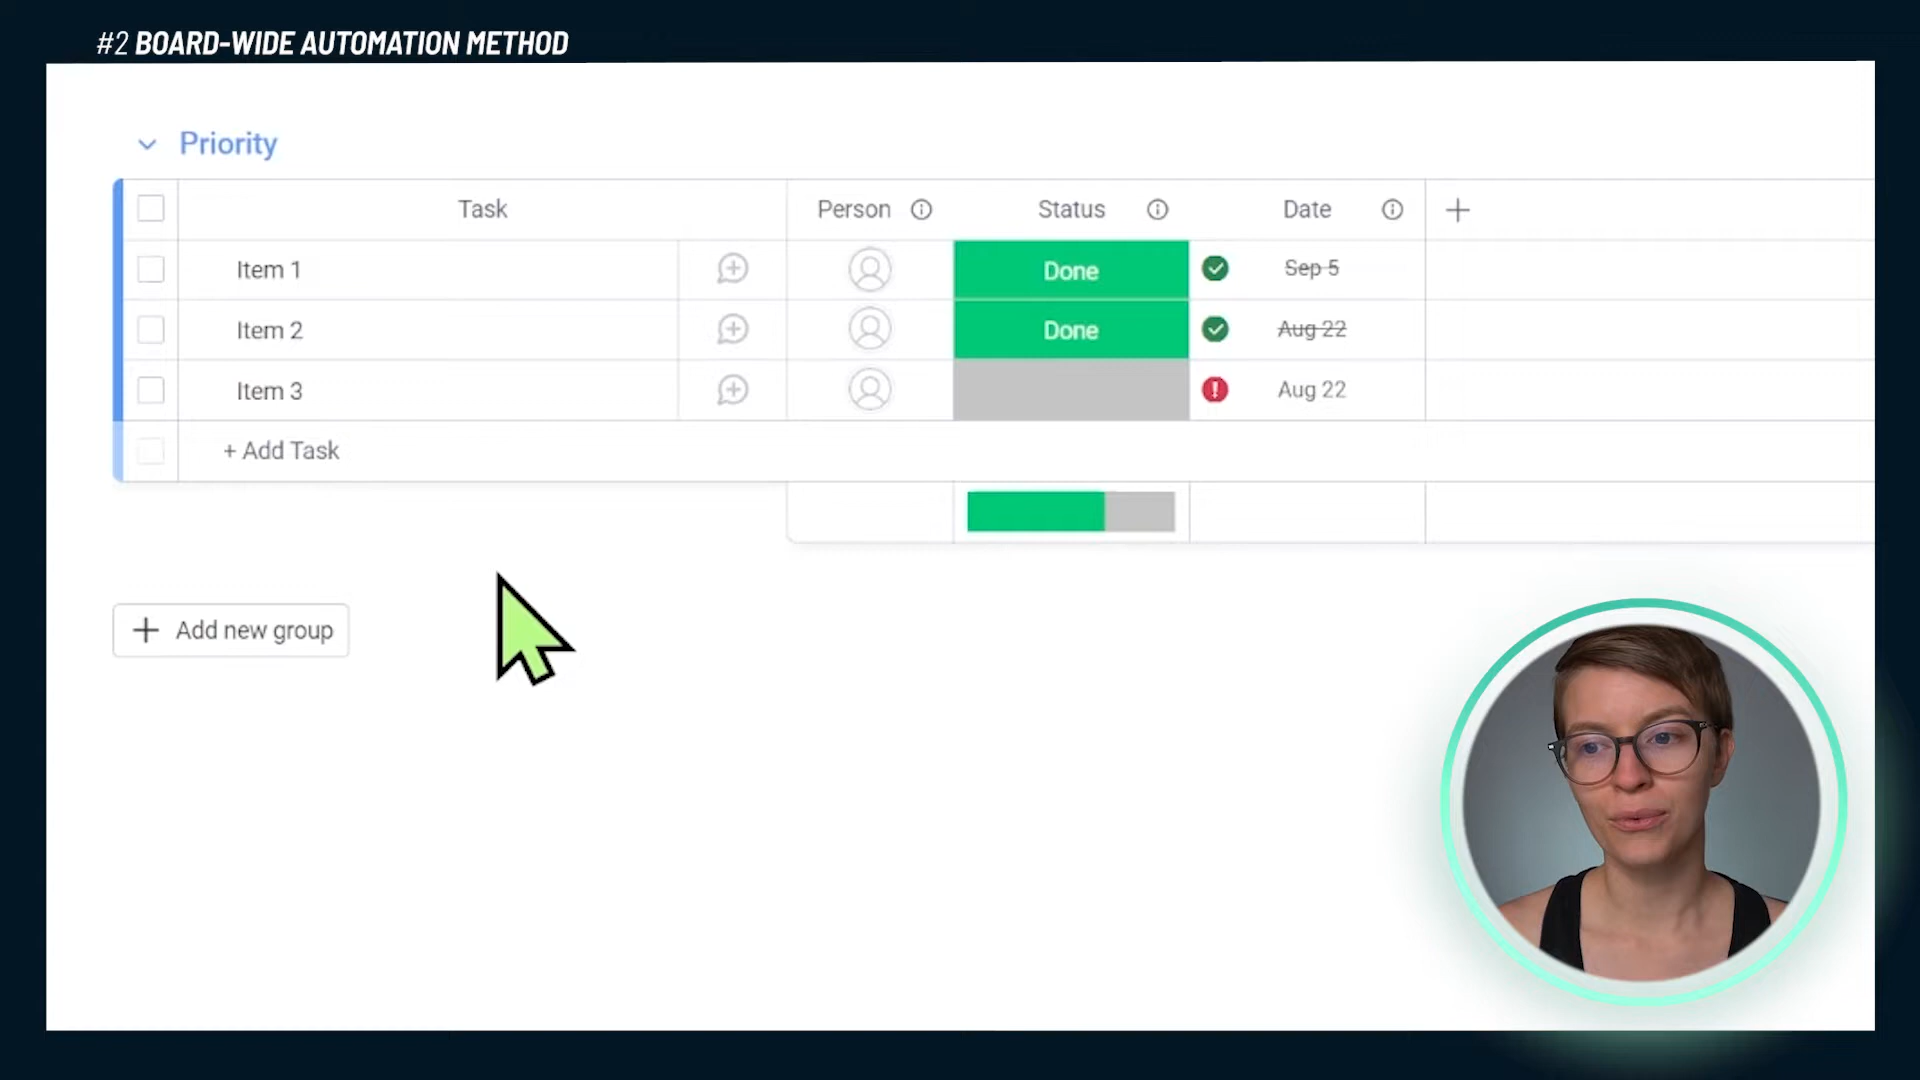 #2 BOARD-WIDE AUTOMATION METHOD
Priority
Task Person Status Date
Item 1 Done Sep 5
Item 2 Done Aug 22
Item 3 Aug 22
+ Add Task
+ Add new group